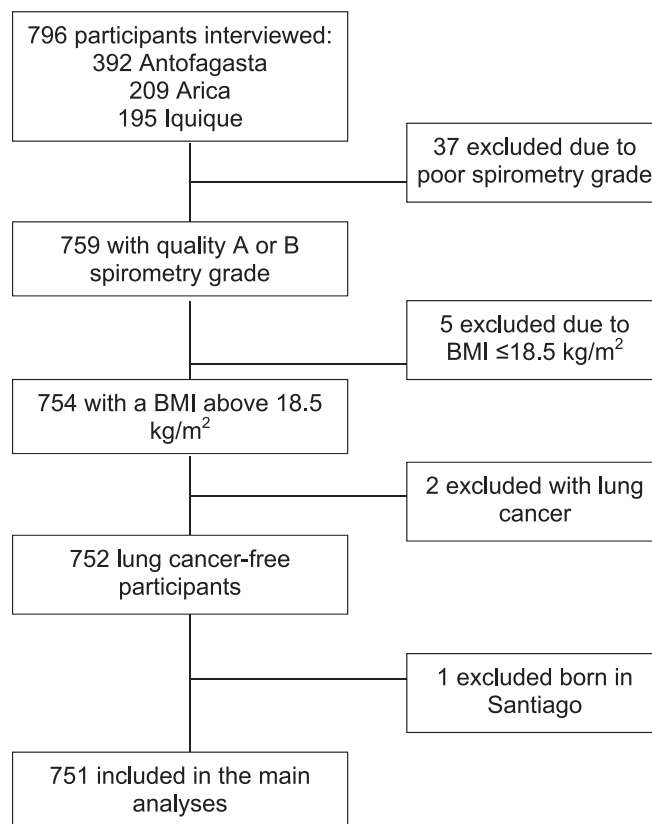 796 participants interviewed:
392 Antofagasta
209 Arica
195 Iquique
37 excluded due to
poor spirometry grade
759 with quality A or B
spirometry grade
5 excluded due to
BMI ≤18.5 kg/m²
754 with a BMI above 18.5
kg/m²
2 excluded with lung
cancer
752 lung cancer-free
participants
1 excluded born in
Santiago
751 included in the main
analyses